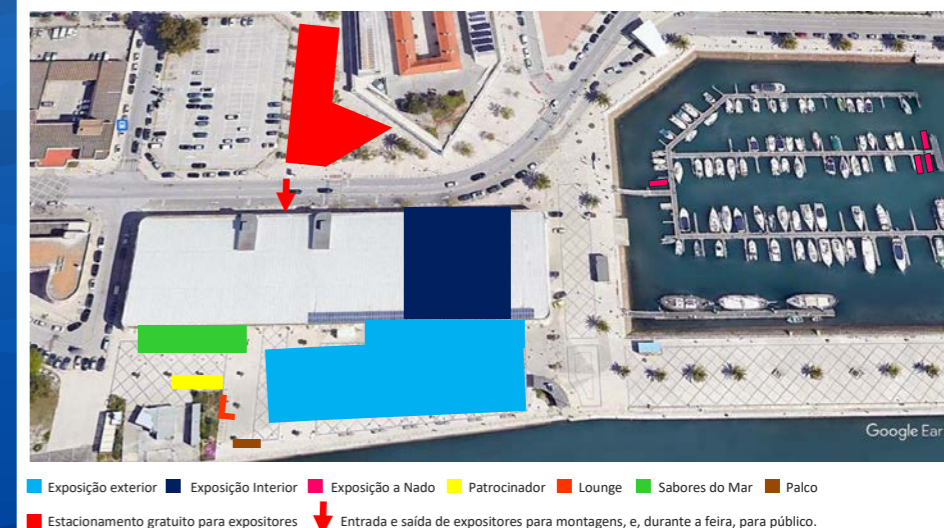 Google Ear
Exposição exterior Exposição Interior Exposição a Nado Patrocinador Lounge Sabores do Mar Palco
Estacionamento gratuito para expositores Entrada e saída de expositores para montagens, e, durante a feira, para público.